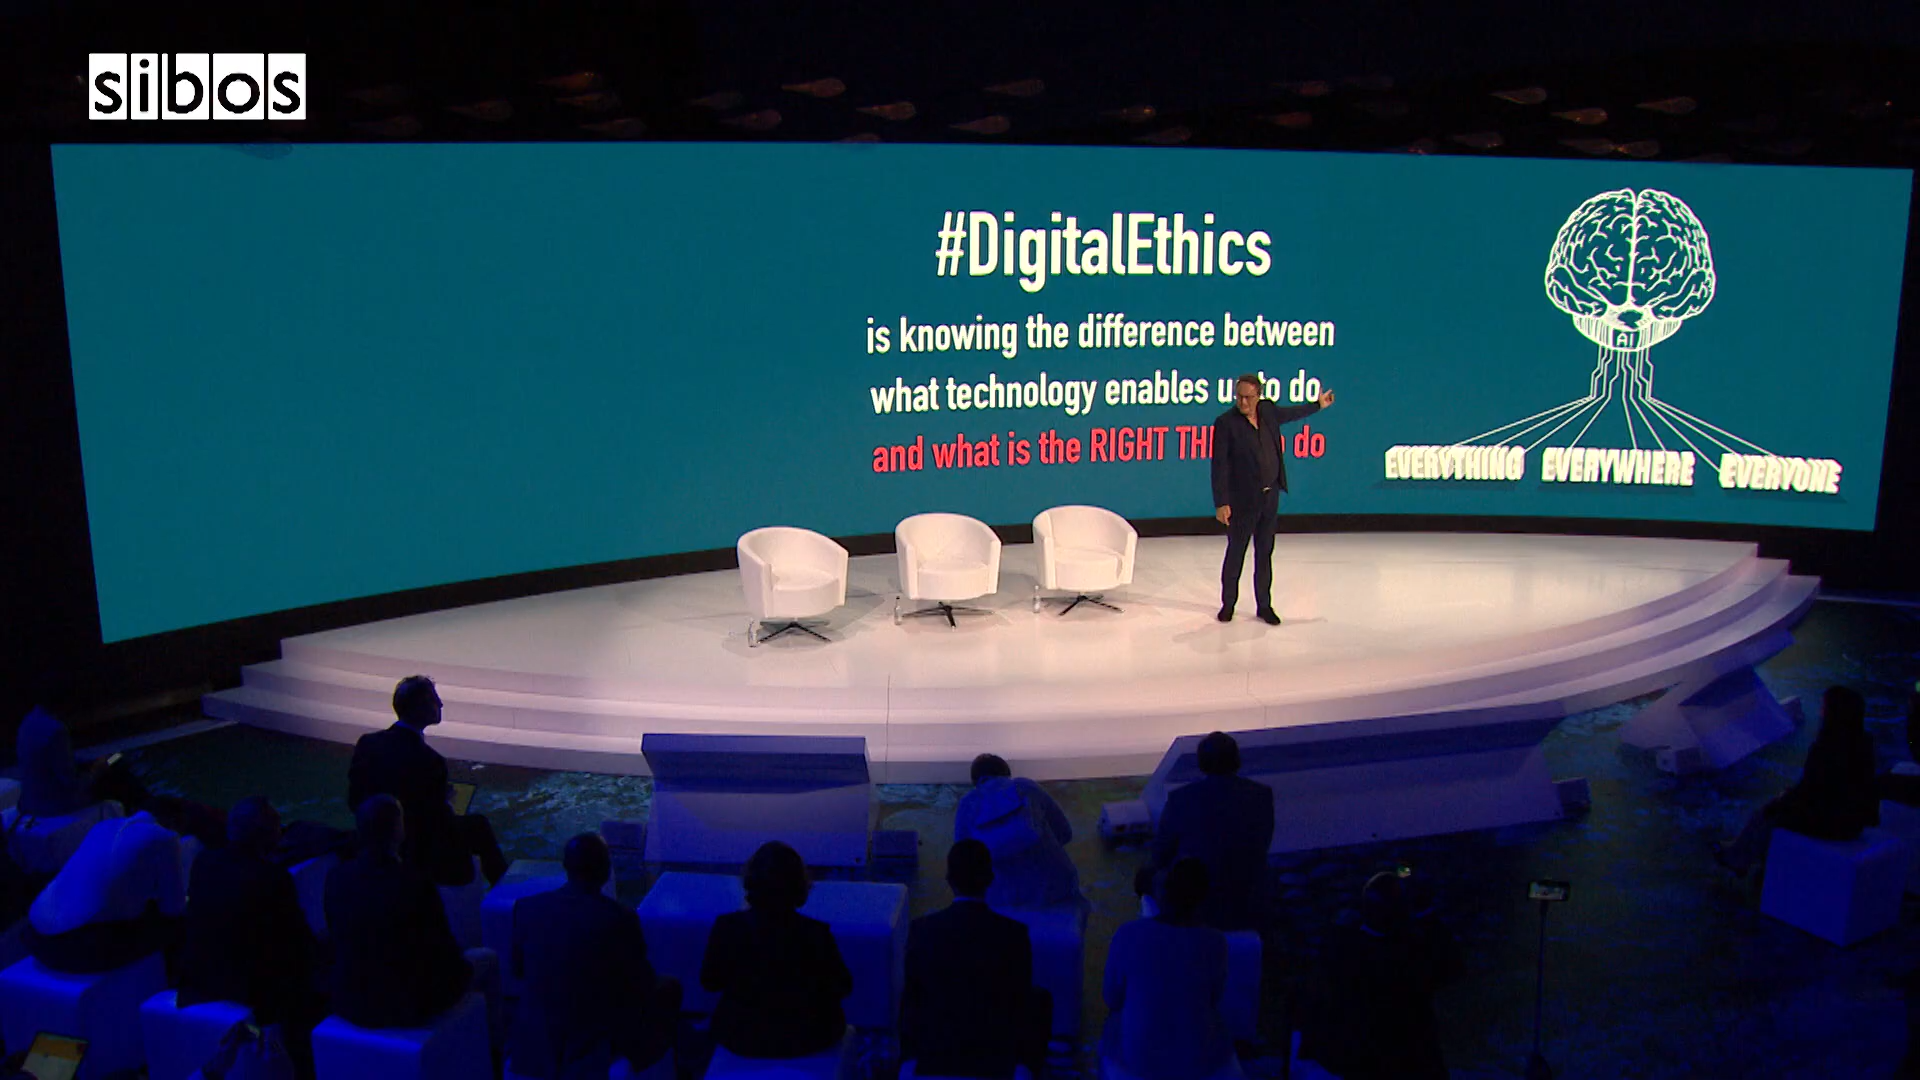 sibos
#DigitalEthics
is knowing the difference between
what technology enables to do,
and what is the RIGHT do
AI
EVERYTHING EVERYWHERE EVERYONE